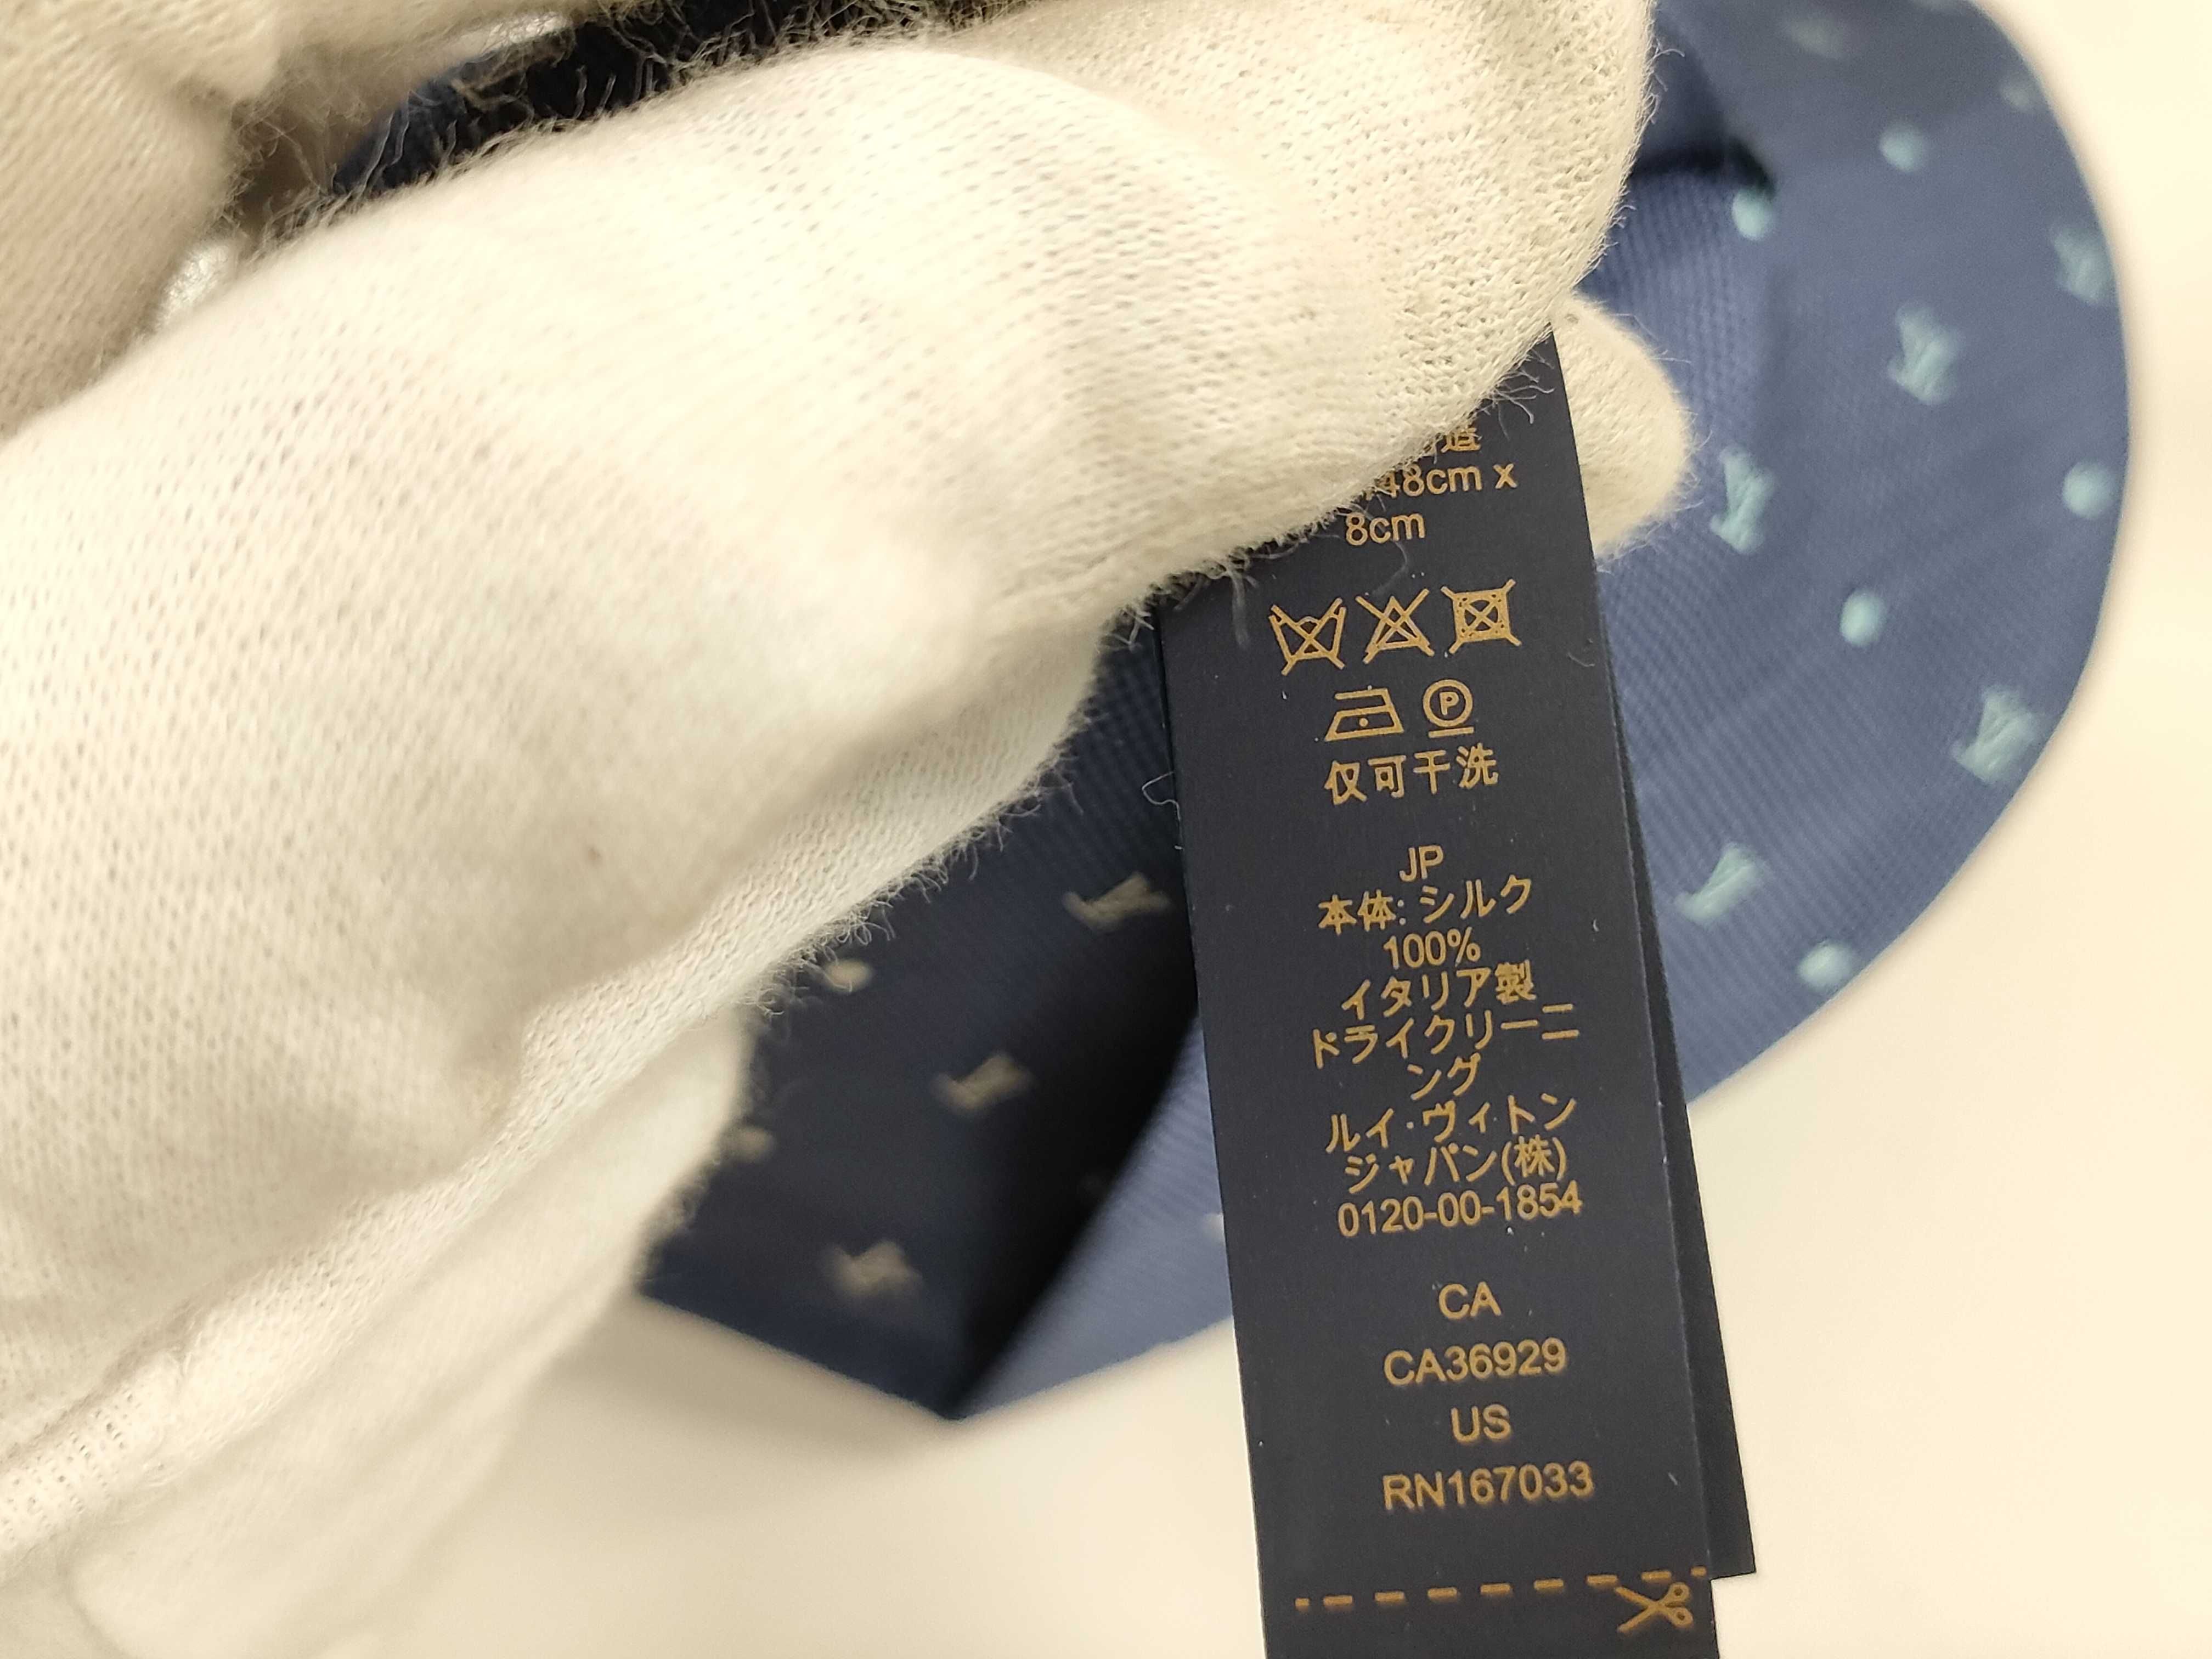 造
48cm x
8cm
P
仅可干洗
JP
本体: シルク
100%
イタリア製
ドライクリーニ
ング
ルイ・ヴィトン
ジャパン(株)
0120-00-1854
CA
CA36929
US
RN167033